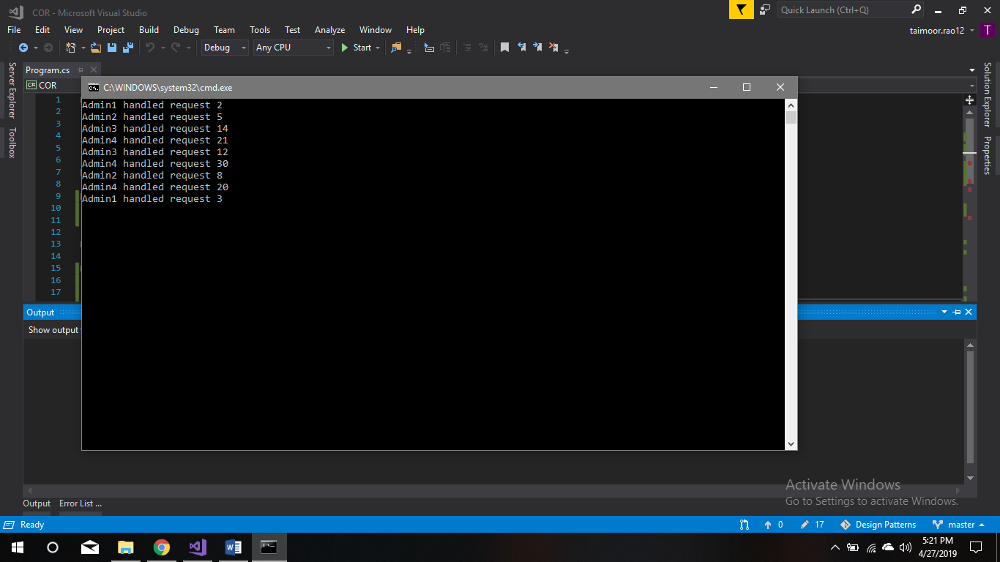 COR - Microsoft Visual Studio
Quick Launch (Ctrl+Q)
File Edit View Project Build Debug Team Tools Test Analyze Window Help
taimoor.rao12 T
Debug Any CPU Start
Server Explorer
Toolbox
Program.cs
C# COR
C:\WINDOWS\system32\cmd.exe
1
2
3
4
5
6
7
8
9
10
11
12
13
14
15
16
17
Admin1 handled request 2
Admin2 handled request 5
Admin3 handled request 14
Admin4 handled request 21
Admin3 handled request 12
Admin4 handled request 30
Admin2 handled request 8
Admin4 handled request 20
Admin1 handled request 3
Solution Explorer
Properties
Output
Show output
Activate Windows
Go to Settings to activate Windows.
Output Error List ...
Ready
0 17 Design Patterns master
5:21 PM
4/27/2019